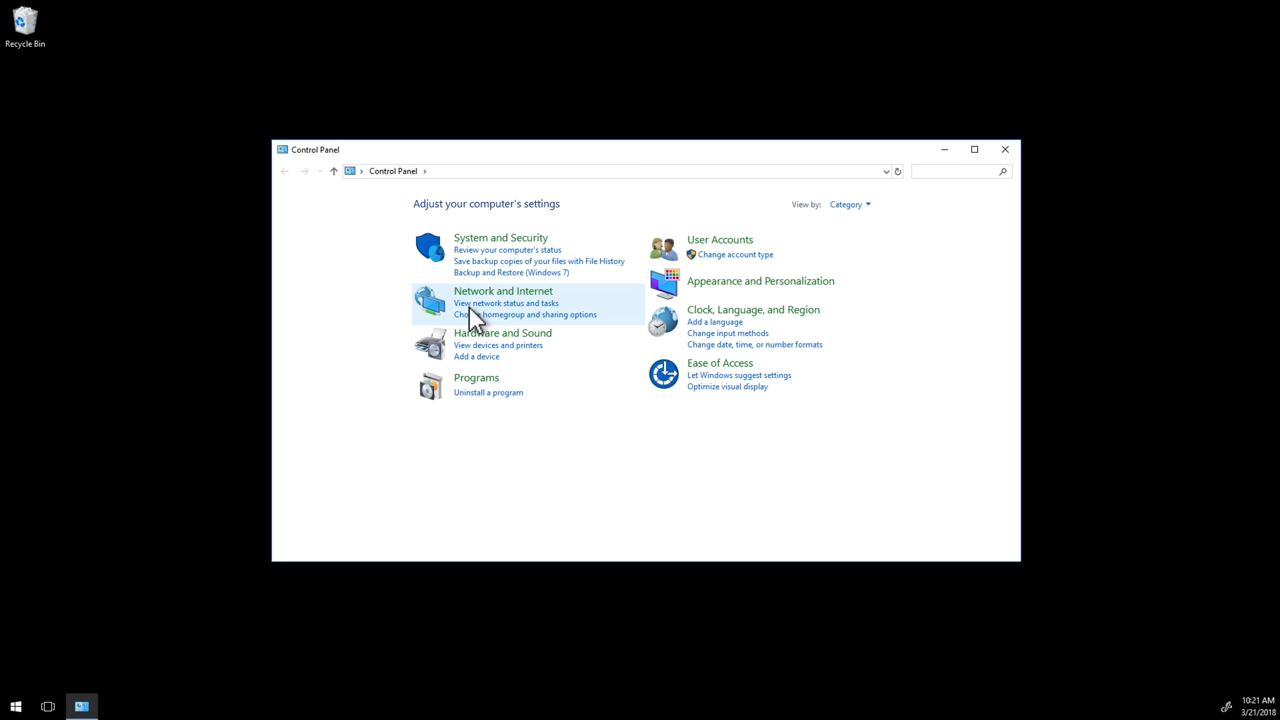 Recycle Bin
Control Panel
Control Panel
Adjust your computer's settings
View by: Category
System and Security
Review your computer's status
Save backup copies of your files with File History
Backup and Restore (Windows 7)
Network and Internet
View network status and tasks
homegroup and sharing options
Hardware and Sound
View devices and printers
Add a device
Programs
Uninstall a program
User Accounts
Change account type
Appearance and Personalization
Clock, Language, and Region
Add a language
Change input methods
Change date, time, or number formats
Ease of Access
Let Windows suggest settings
Optimize visual display
10:21 AM
3/21/2018